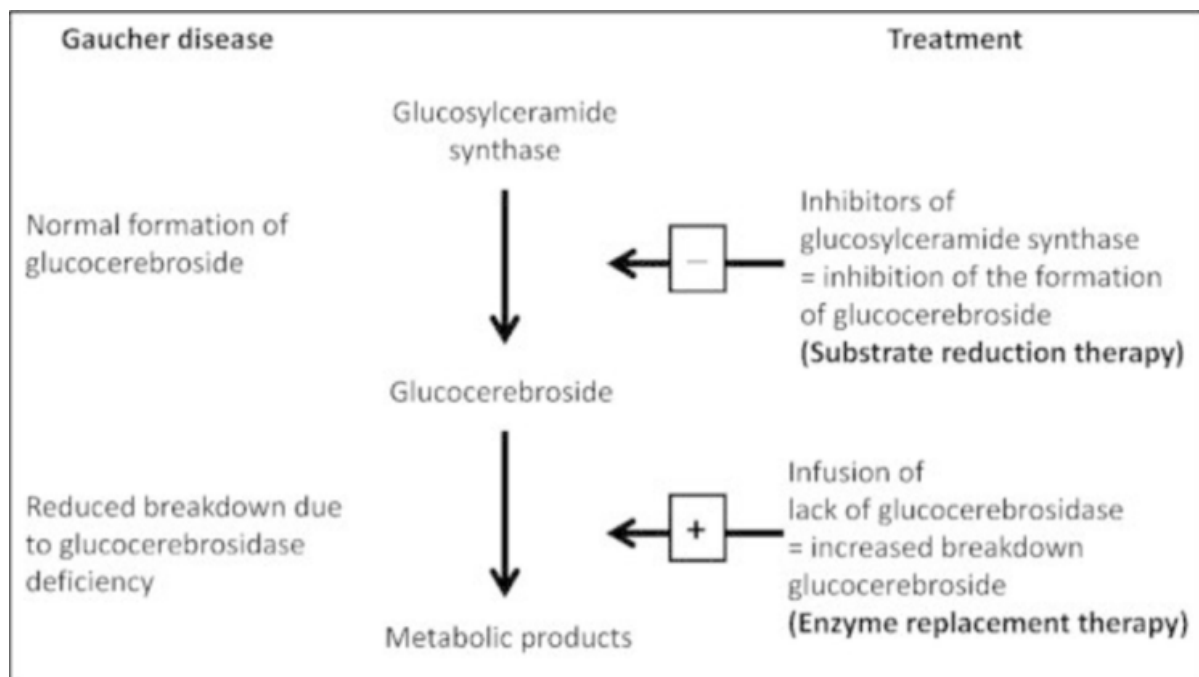 Gaucher disease
Treatment
Glucosylceramide
synthase
Normal formation of
glucocerebroside
−
Inhibitors of
glucosylceramide synthase
= inhibition of the formation
of glucocerebroside
(Substrate reduction therapy)
Glucocerebroside
Reduced breakdown due
to glucocerebrosidase
deficiency
+
Infusion of
lack of glucocerebrosidase
= increased breakdown
glucocerebroside
(Enzyme replacement therapy)
Metabolic products